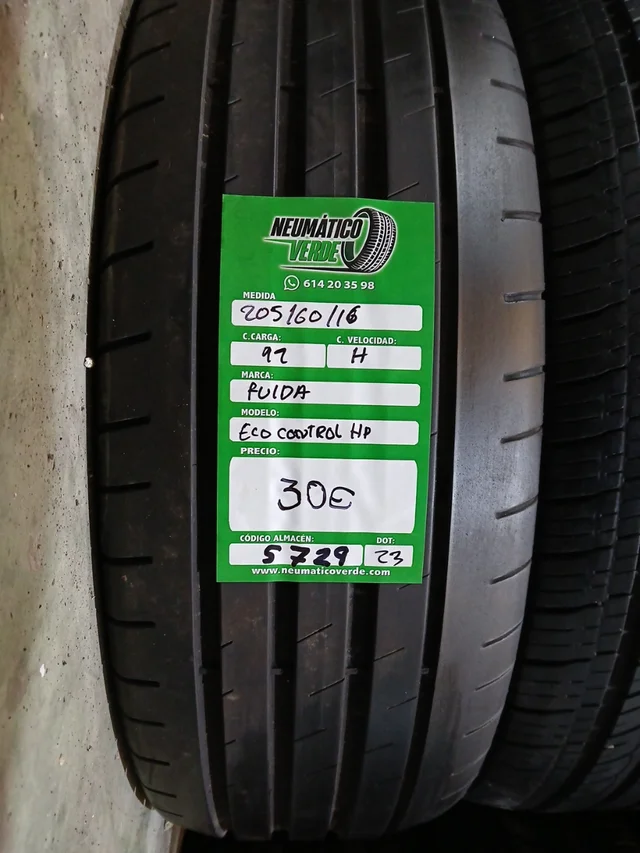 NEUMÁTICO
VERDE
614 20 35 98
MEDIDA
205/60/16
C.CARGA: C. VELOCIDAD:
92 H
MARCA:
FULDA
MODELO:
ECO CONTROL HP
PRECIO:
30€
CÓDIGO ALMACÉN: DOT:
5729 23
www.neumaticoverde.com